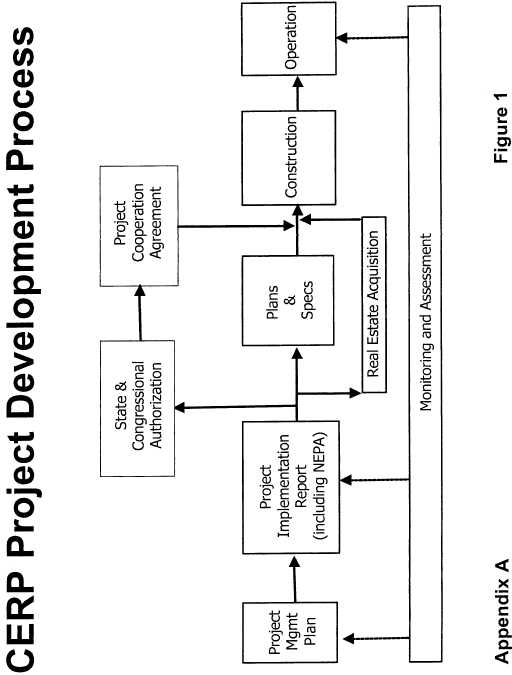 CERP Project Development Process
State &
Congressional
Authorization
Project
Cooperation
Agreement
Project
Mgmt
Plan
Project
Implementation
Report
(including NEPA)
Plans
&
Specs
Construction
Operation
Real Estate Acquisition
Monitoring and Assessment
Appendix A
Figure 1